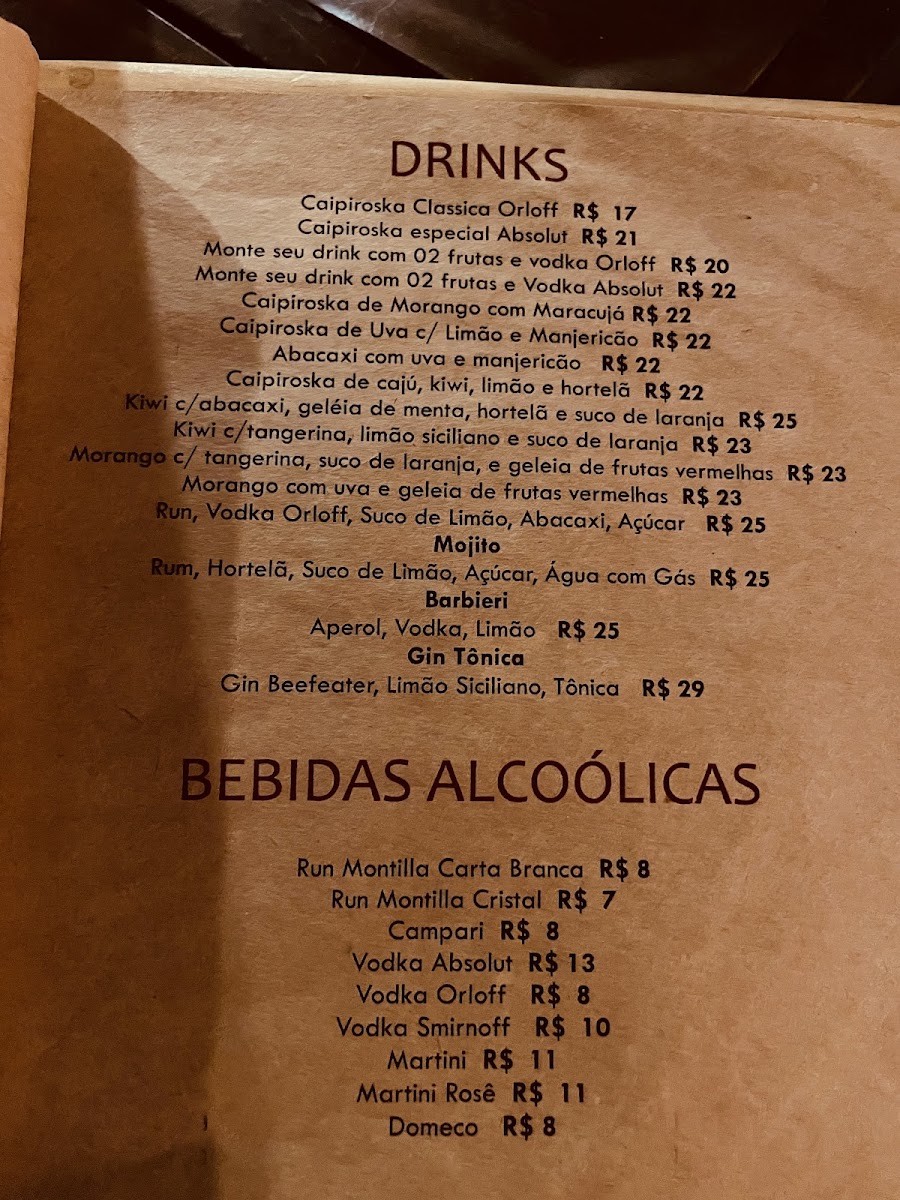 DRINKS
Caipiroska Classica Orloff R$ 17
Caipiroska especial Absolut R$ 21
Monte seu drink com 02 frutas e vodka Orloff R$ 20
Monte seu drink com 02 frutas e Vodka Absolut R$ 22
Caipiroska de Morango com Maracujá R$ 22
Caipiroska de Uva c/ Limão e Manjericão R$ 22
Abacaxi com uva e manjericão R$ 22
Caipiroska de cajú, kiwi, limão e hortelã R$ 22
Kiwi c/abacaxi, geléia de menta, hortelã e suco de laranja R$ 25
Kiwi c/tangerina, limão siciliano e suco de laranja R$ 23
Morango c/ tangerina, suco de laranja, e geleia de frutas vermelhas R$ 23
Morango com uva e geleia de frutas vermelhas R$ 23
Run, Vodka Orloff, Suco de Limão, Abacaxi, Açúcar R$ 25
Mojito
Rum, Hortelã, Suco de Limão, Açúcar, Água com Gás R$ 25
Barbieri
Aperol, Vodka, Limão R$ 25
Gin Tônica
Gin Beefeater, Limão Siciliano, Tônica R$ 29
BEBIDAS ALCOÓLICAS
Run Montilla Carta Branca R$ 8
Run Montilla Cristal R$ 7
Campari R$ 8
Vodka Absolut R$ 13
Vodka Orloff R$ 8
Vodka Smirnoff R$ 10
Martini R$ 11
Martini Rosê R$ 11
Domeco R$ 8